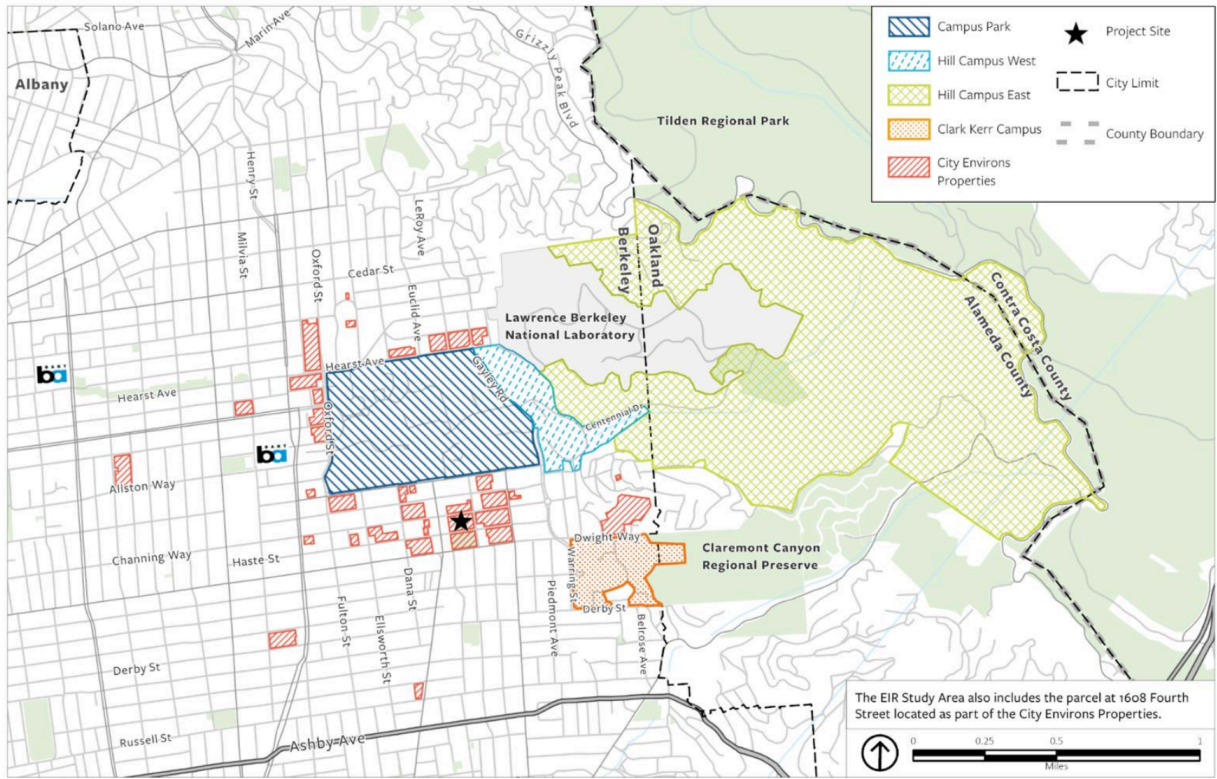 Solano Ave
Marin Ave
Grizzly Peak Blvd
Albany
Tilden Regional Park
Campus Park
Hill Campus West
Hill Campus East
Clark Kerr Campus
City Environs
Properties
Project Site
City Limit
County Boundary
Henry St
Milvia St
LeRoy Ave
Oxford St
Cedar St
Euclid Ave
Berkeley
Oakland
Lawrence Berkeley
National Laboratory
Contra Costa County
Alameda County
Hearst Ave
Gayley Rd
Hearst Ave
BART
ba
Oxford St
Centennial Dr
BART
ba
Allston Way
Channing Way
Haste St
Dwight Way
Claremont Canyon
Regional Preserve
Warring St
Dana St
Piedmont Ave
Derby St
Fulton St
Ellsworth St
Belrose Ave
Derby St
Russell St
Ashby Ave
The EIR Study Area also includes the parcel at 1608 Fourth
Street located as part of the City Environs Properties.
0 0.25 0.5 1
Miles